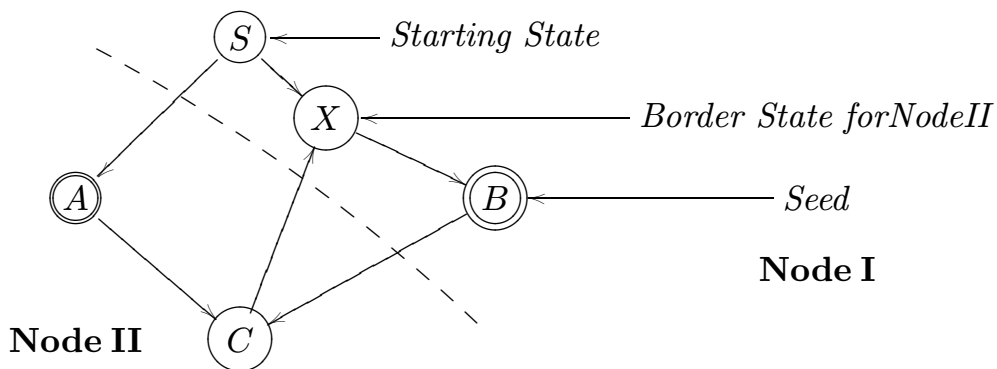 S
Starting State
X
Border State forNodeII
A
B
Seed
Node I
Node II
C